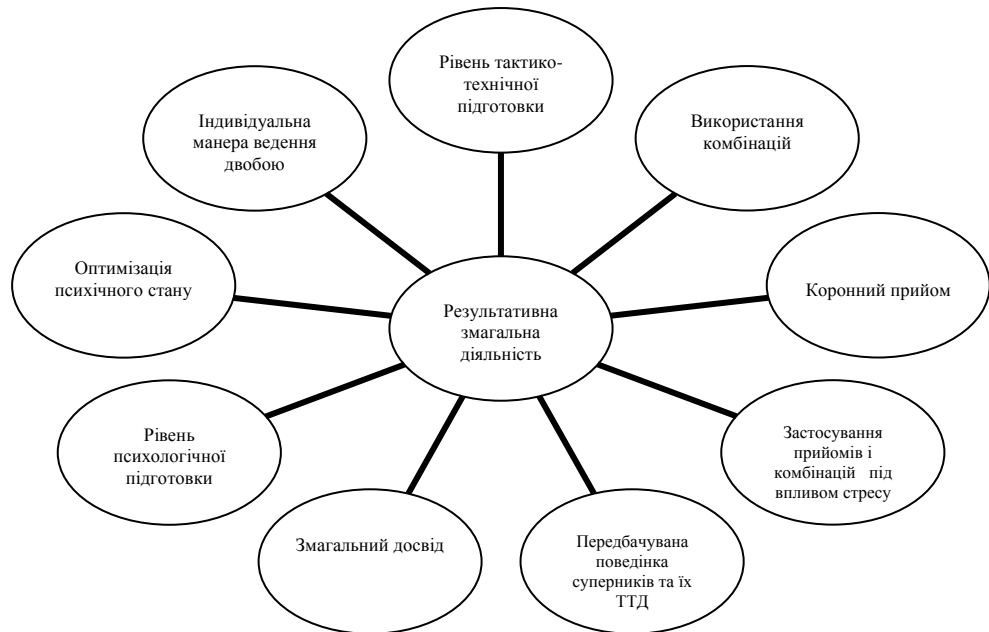 Рівень тактико-
технічної
підготовки
Індивідуальна
манера ведення
двобою
Використання
комбінацій
Оптимізація
психічного стану
Коронний прийом
Результативна
змагальна
діяльність
Рівень
психологічної
підготовки
Застосування
прийомів і
комбінацій під
впливом стресу
Змагальний досвід
Передбачувана
поведінка
суперників та їх
ТТД